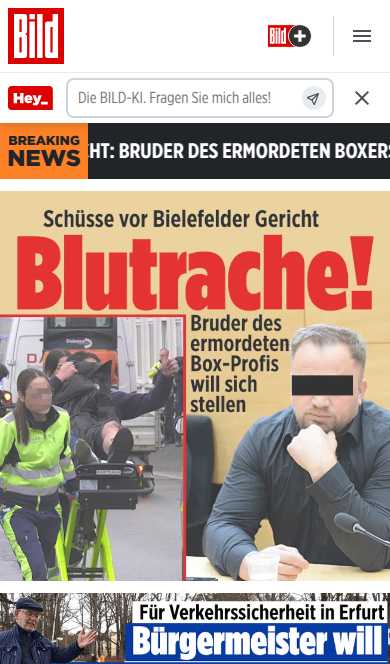 Bild
Bild +
Hey_
Die BILD-KI. Fragen Sie mich alles!
BREAKING
NEWS
CHT: BRUDER DES ERMORDETEN BOXERS
Schüsse vor Bielefelder Gericht
Blutrache!
Bruder des
ermordeten
Box-Profis
will sich
stellen
Für Verkehrssicherheit in Erfurt
Bürgermeister will